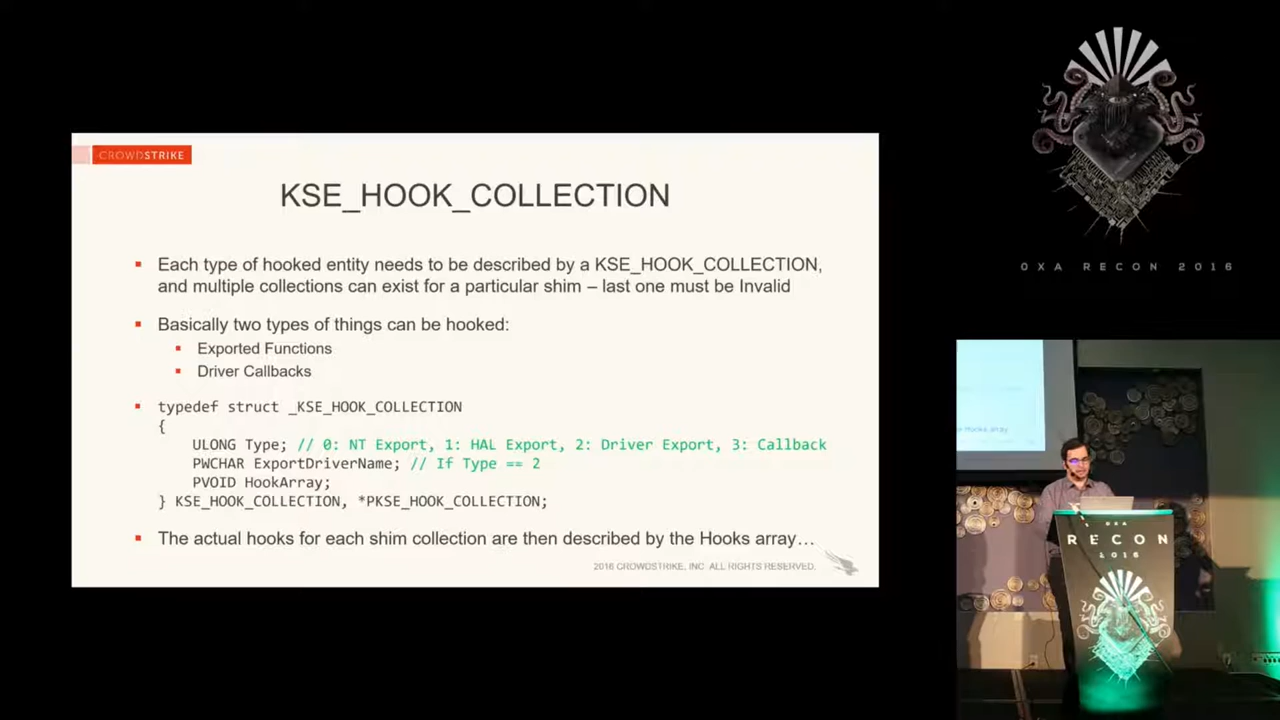 CROWDSTRIKE
KSE_HOOK_COLLECTION
▪ Each type of hooked entity needs to be described by a KSE_HOOK_COLLECTION,
and multiple collections can exist for a particular shim – last one must be Invalid
▪ Basically two types of things can be hooked:
▪ Exported Functions
▪ Driver Callbacks
▪ typedef struct _KSE_HOOK_COLLECTION
{
ULONG Type; // 0: NT Export, 1: HAL Export, 2: Driver Export, 3: Callback
PWCHAR ExportDriverName; // If Type == 2
PVOID HookArray;
} KSE_HOOK_COLLECTION, *PKSE_HOOK_COLLECTION;
▪ The actual hooks for each shim collection are then described by the Hooks array…
2016 CROWDSTRIKE, INC. ALL RIGHTS RESERVED.
0XA RECON 2016
0XA
RECON
2016